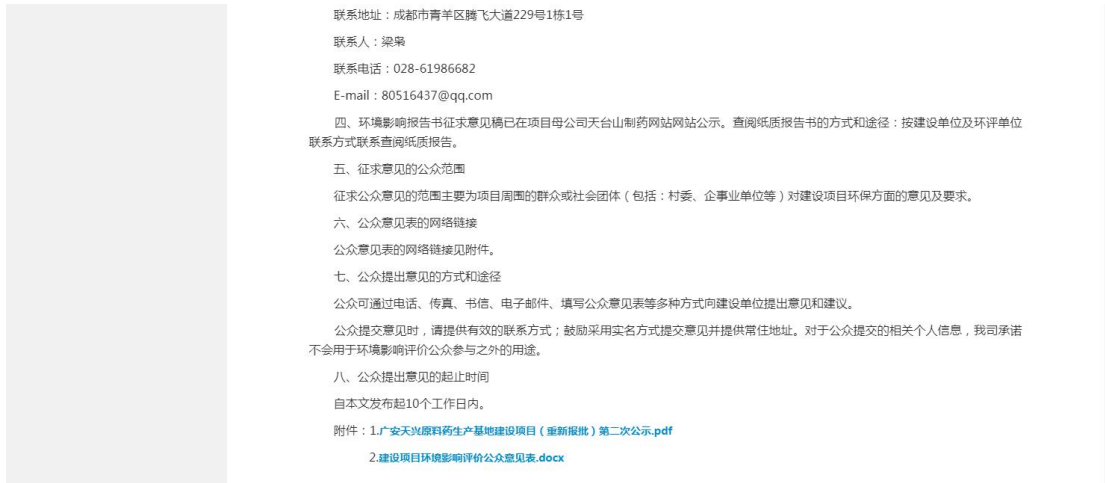 联系地址：成都市青羊区腾飞大道229号1栋1号
联系人：梁枭
联系电话：028-61986682
E-mail：80516437@qq.com
四、环境影响报告书征求意见稿已在项目母公司天台山制药网站网站公示。查阅纸质报告书的方式和途径：按建设单位及环评单位
联系方式联系查阅纸质报告。
五、征求意见的公众范围
征求公众意见的范围主要为项目周围的群众或社会团体（包括：村委、企事业单位等）对建设项目环保方面的意见及要求。
六、公众意见表的网络链接
公众意见表的网络链接见附件。
七、公众提出意见的方式和途径
公众可通过电话、传真、书信、电子邮件、填写公众意见表等多种方式向建设单位提出意见和建议。
公众提交意见时，请提供有效的联系方式；鼓励采用实名方式提交意见并提供常住地址。对于公众提交的相关个人信息，我司承诺
不会用于环境影响评价公众参与之外的用途。
八、公众提出意见的起止时间
自本文发布起10个工作日内。
附件：1.广安天兴原料药生产基地建设项目（重新报批）第二次公示.pdf
2.建设项目环境影响评价公众意见表.docx